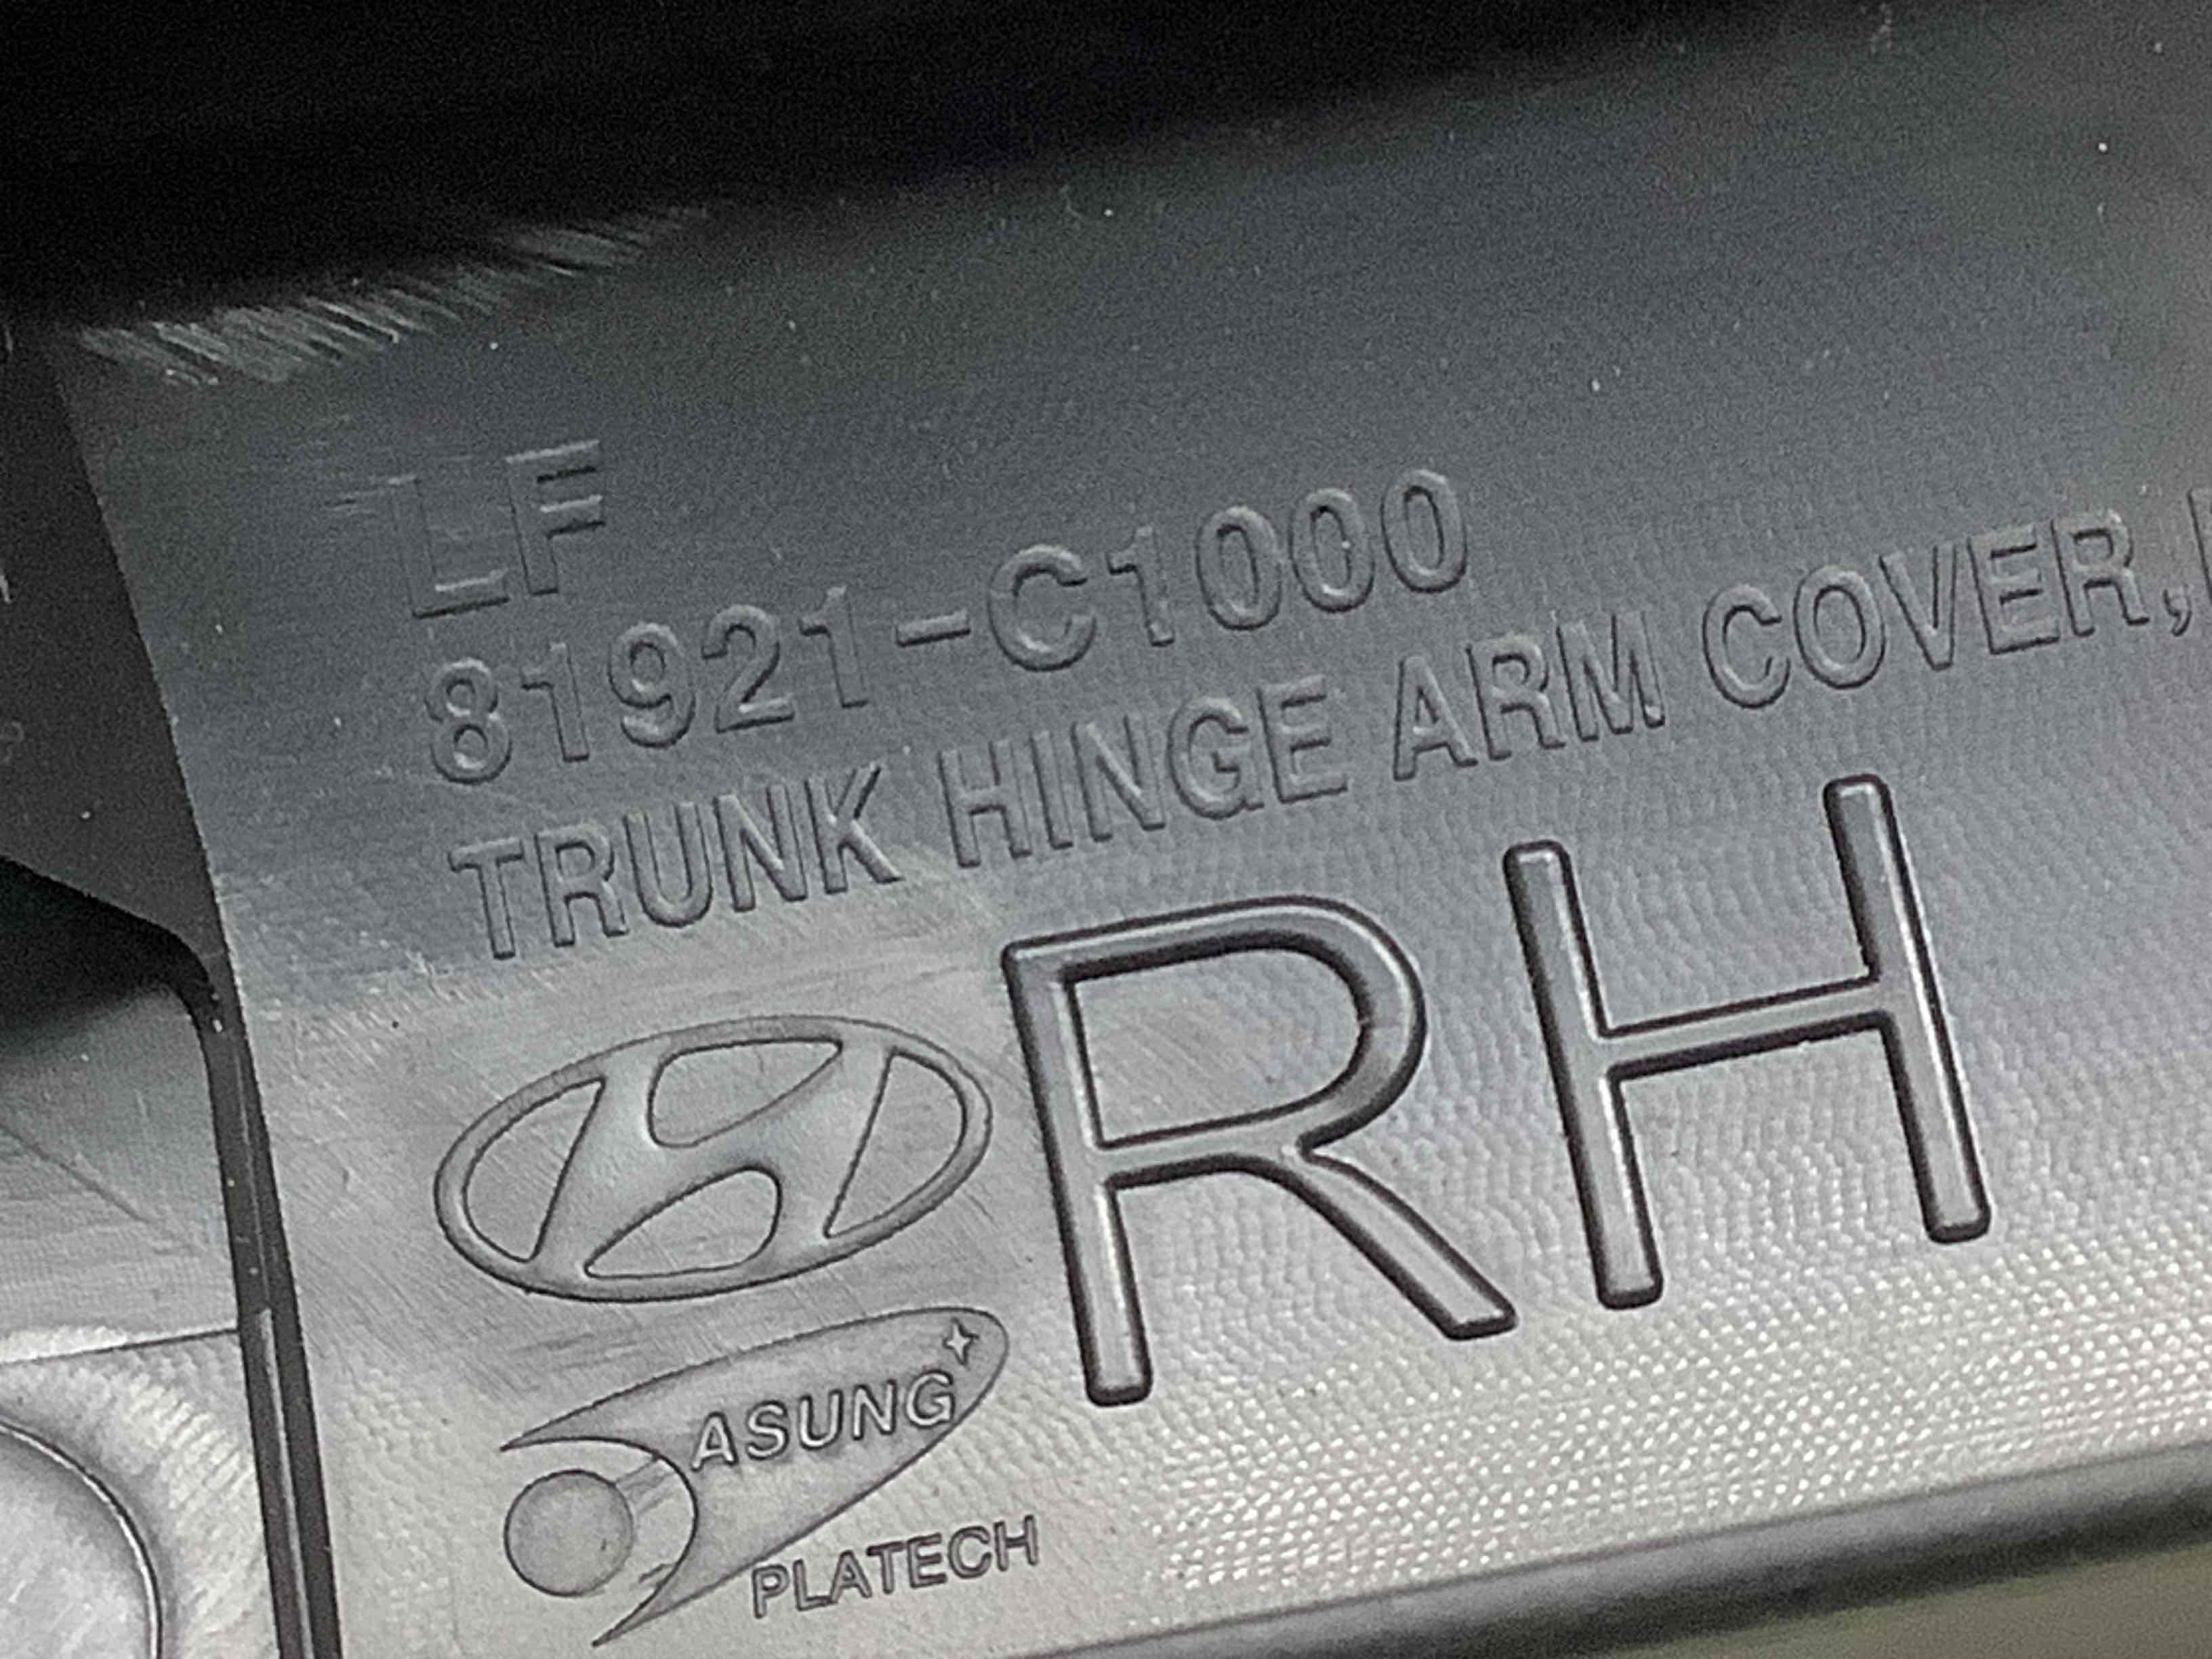 LF
81921-C1000
TRUNK HINGE ARM COVER,
RH
ASUNG
PLATECH